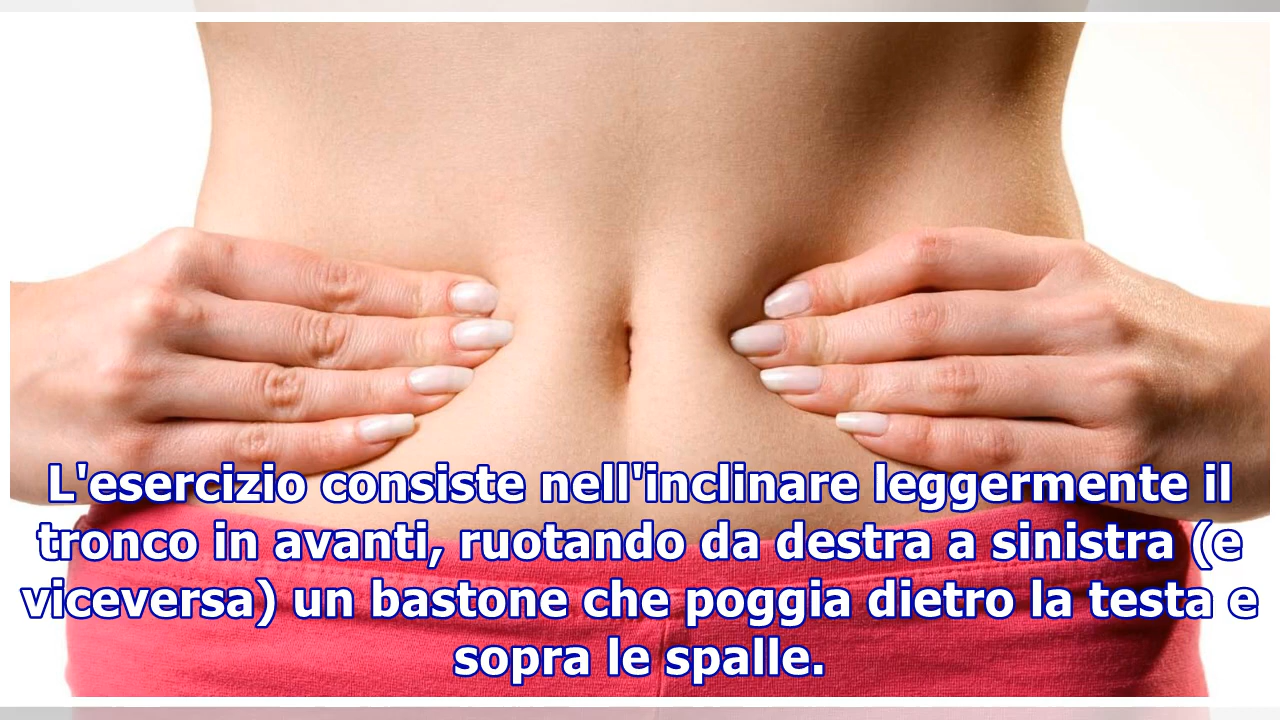 L'esercizio consiste nell'inclinare leggermente il
tronco in avanti, ruotando da destra a sinistra (e
viceversa) un bastone che poggia dietro la testa e
sopra le spalle.